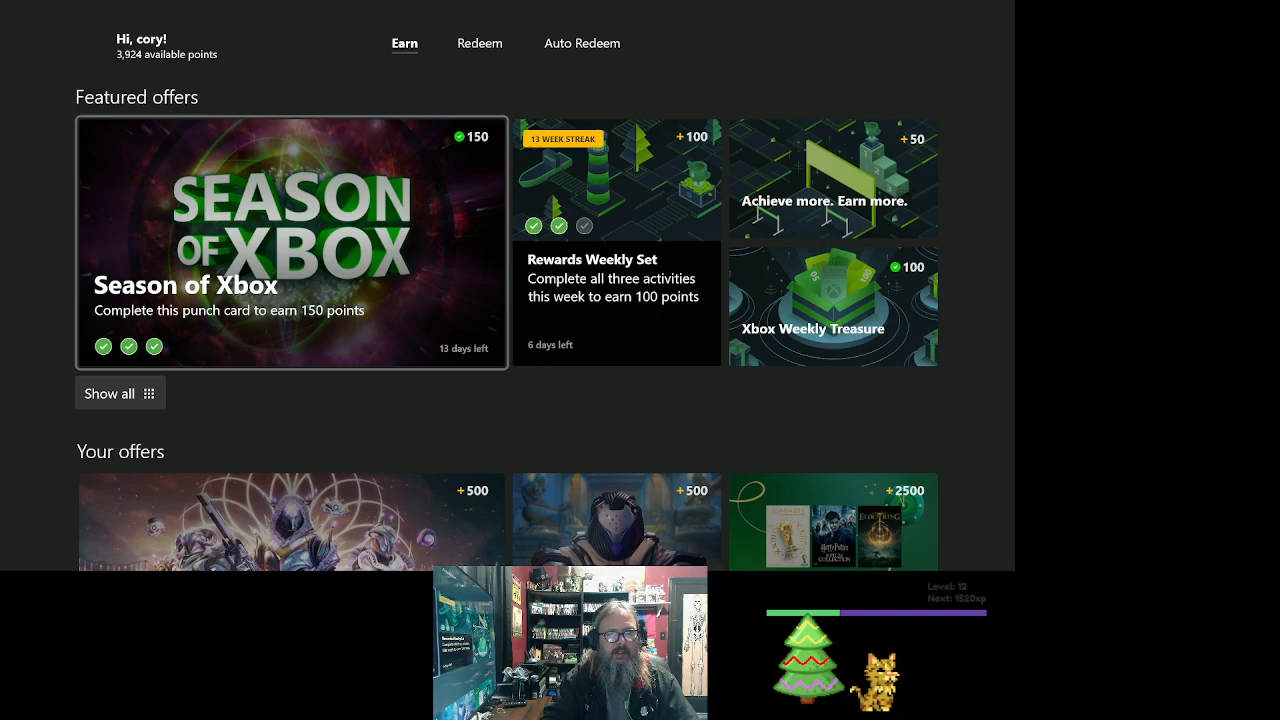 Hi, cory!
3,924 available points
Earn
Redeem
Auto Redeem
Featured offers
150
SEASON
OF XBOX
Season of Xbox
Complete this punch card to earn 150 points
13 days left
13 WEEK STREAK
+100
Rewards Weekly Set
Complete all three activities
this week to earn 100 points
6 days left
+50
Achieve more. Earn more.
100
Xbox Weekly Treasure
Show all
Your offers
+500
+500
+2500
ELDEN RING
Level: 12
Next: 1520xp